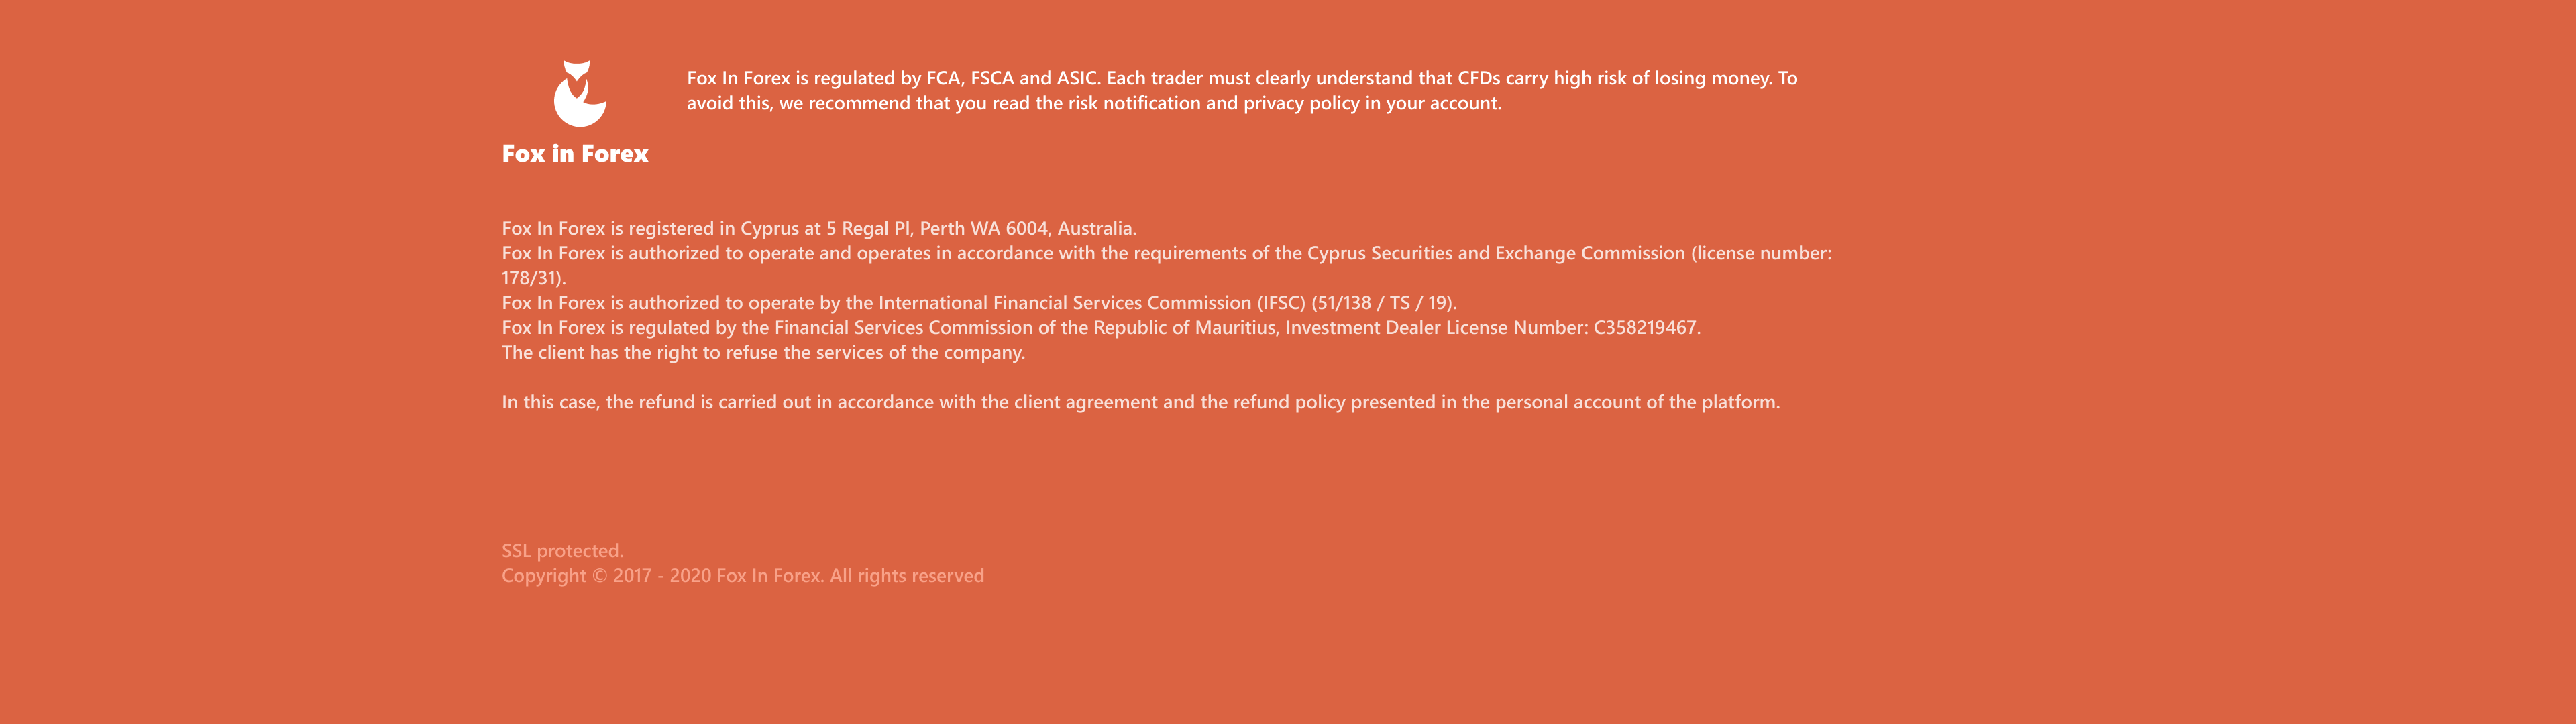 Fox In Forex is regulated by FCA, FSCA and ASIC. Each trader must clearly understand that CFDs carry high risk of losing money. To
avoid this, we recommend that you read the risk notification and privacy policy in your account.
Fox in Forex
Fox In Forex is registered in Cyprus at 5 Regal Pl, Perth WA 6004, Australia.
Fox In Forex is authorized to operate and operates in accordance with the requirements of the Cyprus Securities and Exchange Commission (license number:
178/31).
Fox In Forex is authorized to operate by the International Financial Services Commission (IFSC) (51/138 / TS / 19).
Fox In Forex is regulated by the Financial Services Commission of the Republic of Mauritius, Investment Dealer License Number: C358219467.
The client has the right to refuse the services of the company.
In this case, the refund is carried out in accordance with the client agreement and the refund policy presented in the personal account of the platform.
SSL protected.
Copyright © 2017 - 2020 Fox In Forex. All rights reserved